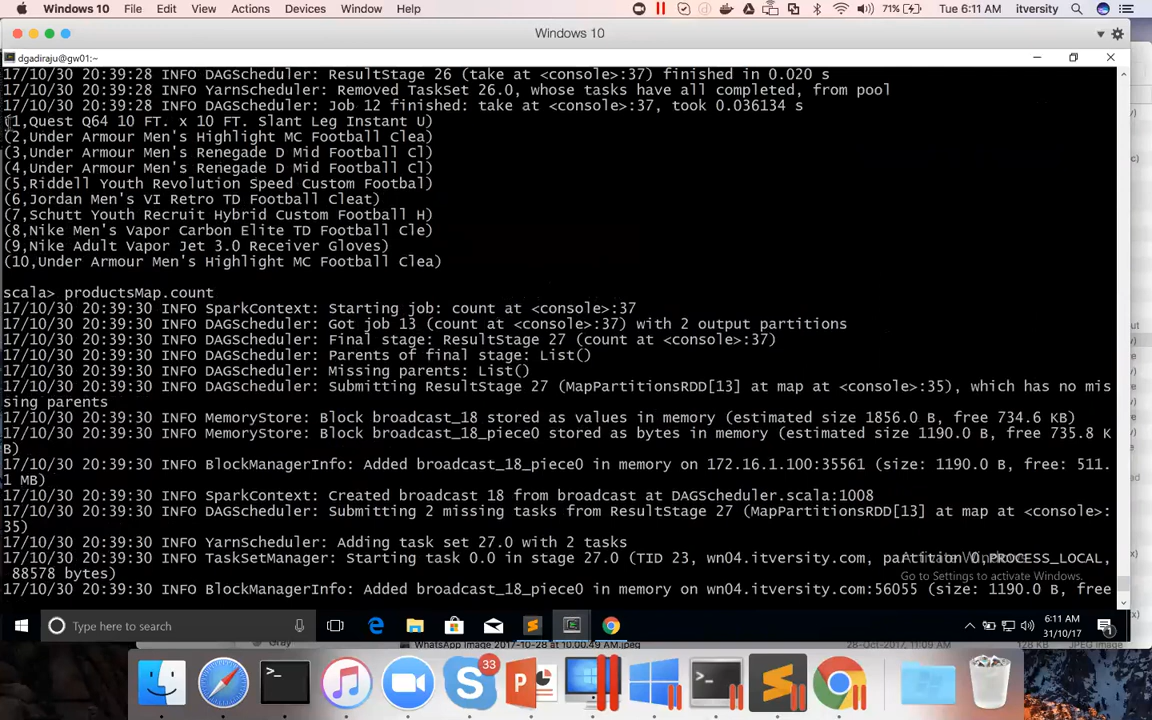 Windows 10 File Edit View Actions Devices Window Help 71% Tue 6:11 AM itversity
Windows 10
dgadiraju@gw01:~
17/10/30 20:39:28 INFO DAGScheduler: ResultStage 26 (take at <console>:37) finished in 0.020 s
17/10/30 20:39:28 INFO YarnScheduler: Removed TaskSet 26.0, whose tasks have all completed, from pool
17/10/30 20:39:28 INFO DAGScheduler: Job 12 finished: take at <console>:37, took 0.036134 s
(1,Quest Q64 10 FT. x 10 FT. Slant Leg Instant U)
(2,Under Armour Men's Highlight MC Football Clea)
(3,Under Armour Men's Renegade D Mid Football Cl)
(4,Under Armour Men's Renegade D Mid Football Cl)
(5,Riddell Youth Revolution Speed Custom Footbal)
(6,Jordan Men's VI Retro TD Football Cleat)
(7,Schutt Youth Recruit Hybrid Custom Football H)
(8,Nike Men's Vapor Carbon Elite TD Football Cle)
(9,Nike Adult Vapor Jet 3.0 Receiver Gloves)
(10,Under Armour Men's Highlight MC Football Clea)
scala> productsMap.count
17/10/30 20:39:30 INFO SparkContext: Starting job: count at <console>:37
17/10/30 20:39:30 INFO DAGScheduler: Got job 13 (count at <console>:37) with 2 output partitions
17/10/30 20:39:30 INFO DAGScheduler: Final stage: ResultStage 27 (count at <console>:37)
17/10/30 20:39:30 INFO DAGScheduler: Parents of final stage: List()
17/10/30 20:39:30 INFO DAGScheduler: Missing parents: List()
17/10/30 20:39:30 INFO DAGScheduler: Submitting ResultStage 27 (MapPartitionsRDD[13] at map at <console>:35), which has no mis
sing parents
17/10/30 20:39:30 INFO MemoryStore: Block broadcast_18 stored as values in memory (estimated size 1856.0 B, free 734.6 KB)
17/10/30 20:39:30 INFO MemoryStore: Block broadcast_18_piece0 stored as bytes in memory (estimated size 1190.0 B, free 735.8 K
B)
17/10/30 20:39:30 INFO BlockManagerInfo: Added broadcast_18_piece0 in memory on 172.16.1.100:35561 (size: 1190.0 B, free: 511.
1 MB)
17/10/30 20:39:30 INFO SparkContext: Created broadcast 18 from broadcast at DAGScheduler.scala:1008
17/10/30 20:39:30 INFO DAGScheduler: Submitting 2 missing tasks from ResultStage 27 (MapPartitionsRDD[13] at map at <console>:
35)
17/10/30 20:39:30 INFO YarnScheduler: Adding task set 27.0 with 2 tasks
17/10/30 20:39:30 INFO TaskSetManager: Starting task 0.0 in stage 27.0 (TID 23, wn04.itversity.com, partition 0,PROCESS_LOCAL,
88578 bytes)
17/10/30 20:39:30 INFO BlockManagerInfo: Added broadcast_18_piece0 in memory on wn04.itversity.com:56055 (size: 1190.0 B, free
Activate Windows
Go to Settings to activate Windows.
Type here to search
6:11 AM
31/10/17
WhatsApp Image 2017-10-28 at 10.00.49 AM.jpeg 28-Oct-2017, 11:09 AM 128 KB JPEG image
33